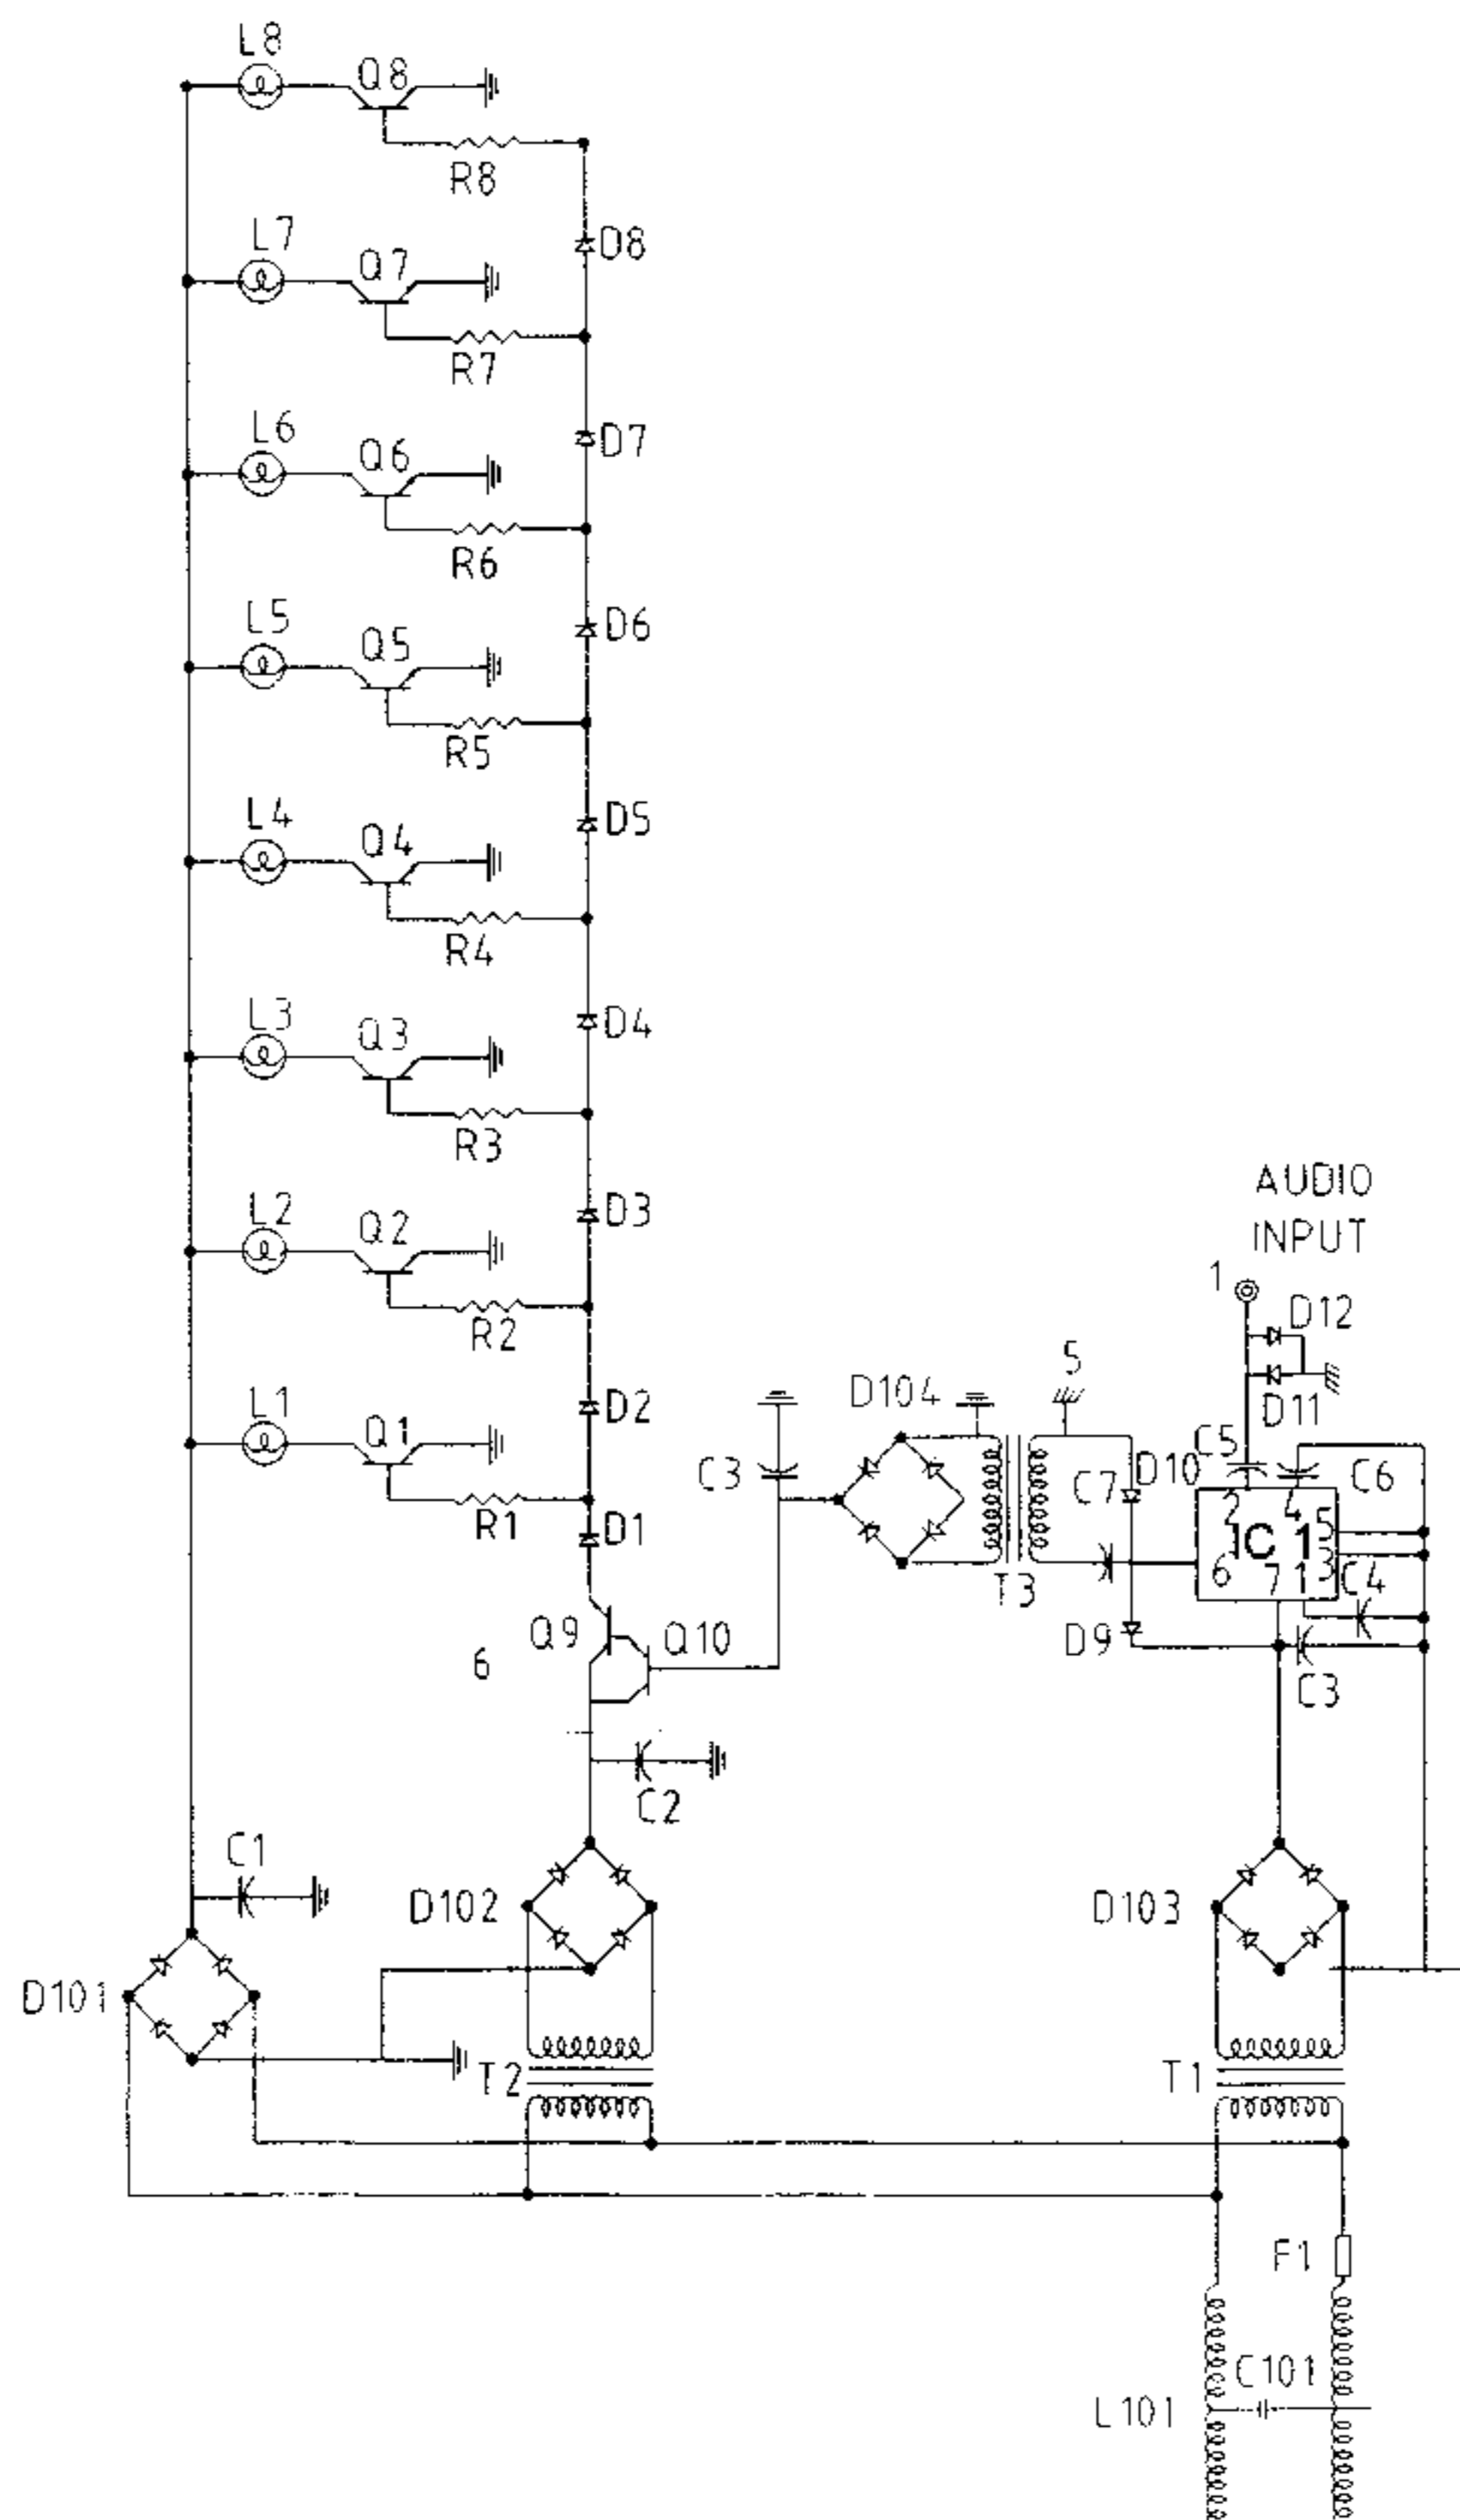 L8
Q8
R8
D8
L7
Q7
R7
D7
L6
Q6
R6
D6
L5
Q5
R5
D5
L4
Q4
R4
D4
L3
Q3
R3
D3
L2
Q2
R2
D2
L1
Q1
R1
D1
AUDIO
INPUT
1
D12
D11
5
D104
C3
C7
D10
C5
C6
2
4
IC 1
5
3
6
7
1
C4
T3
D9
C3
Q9
Q10
6
C2
C1
D102
D103
D101
T2
T1
F1
C101
L101